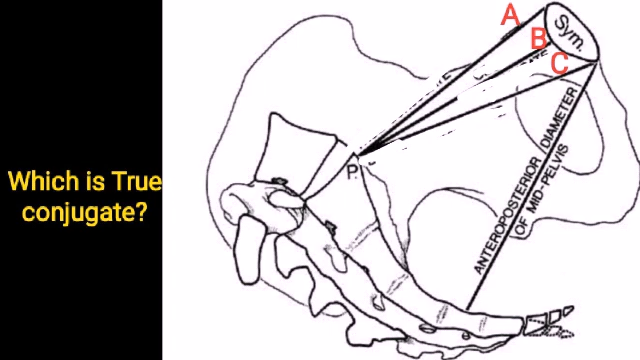 Which is True
conjugate?
A
B
C
Sym.
P.
ANTEROPOSTERIOR DIAMETER
OF MID-PELVIS